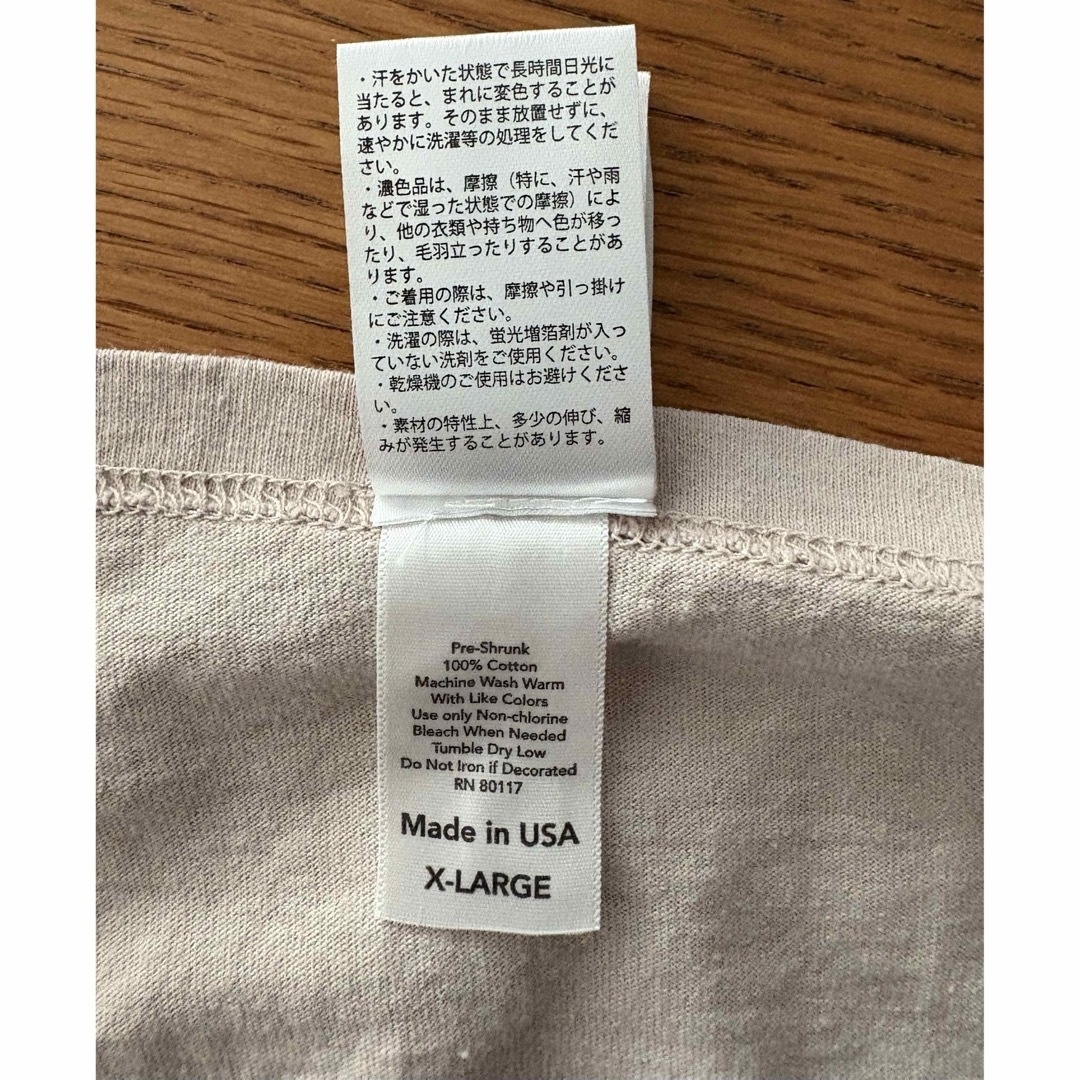 ・汗をかいた状態で長時間日光に
当たると、まれに変色することが
あります。そのまま放置せずに、
速やかに洗濯等の処理をしてくだ
さい。
・濃色品は、摩擦（特に、汗や雨
などで湿った状態での摩擦）によ
り、他の衣類や持ち物へ色が移っ
たり、毛羽立ったりすることがあ
ります。
・ご着用の際は、摩擦や引っ掛け
にご注意ください。
・洗濯の際は、蛍光増箔剤が入っ
ていない洗剤をご使用ください。
・乾燥機のご使用はお避けくださ
い。
・素材の特性上、多少の伸び、縮
みが発生することがあります。
Pre-Shrunk
100% Cotton
Machine Wash Warm
With Like Colors
Use only Non-chlorine
Bleach When Needed
Tumble Dry Low
Do Not Iron if Decorated
RN 80117
Made in USA
X-LARGE